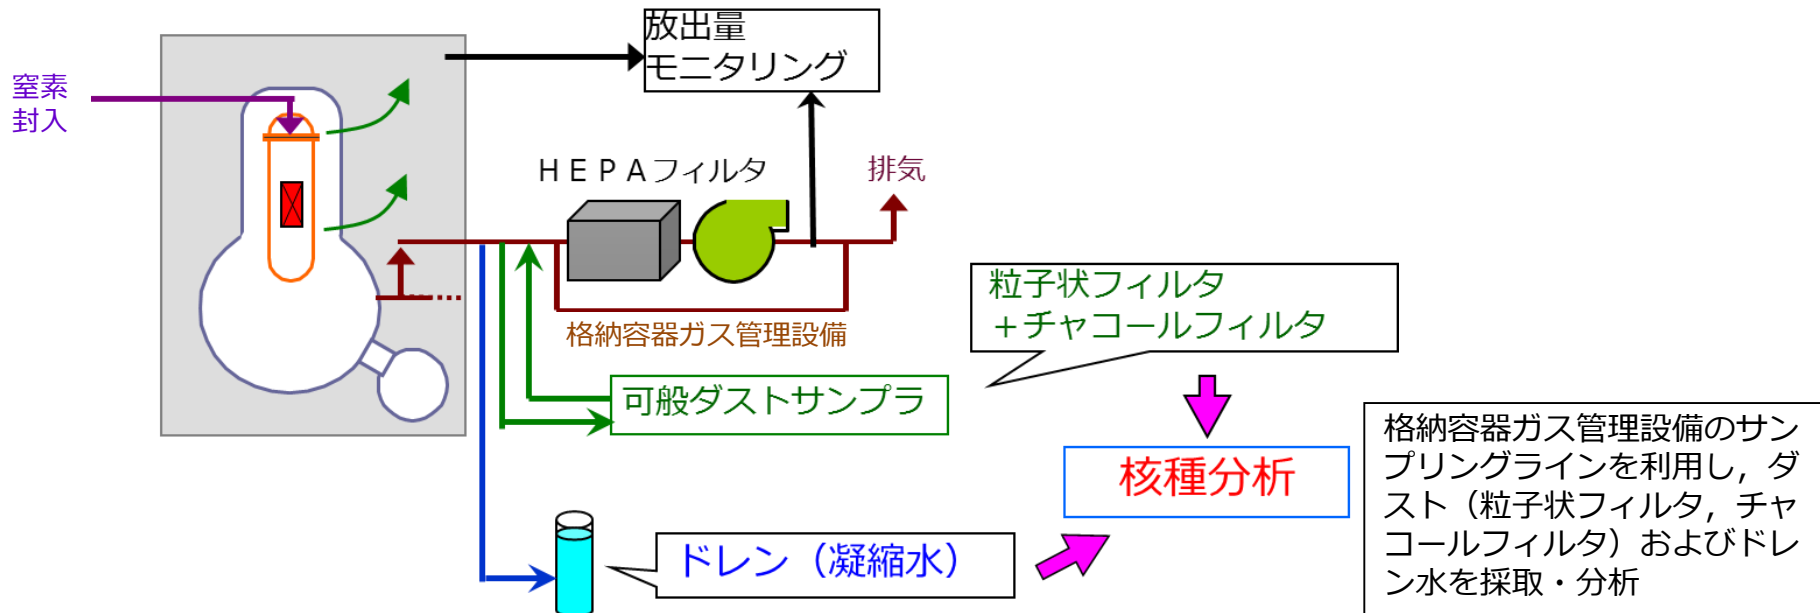 放出量
モニタリング
窒素
封入
ＨＥＰＡフィルタ
排気
格納容器ガス管理設備
粒子状フィルタ
＋チャコールフィルタ
可般ダストサンプラ
核種分析
ドレン（凝縮水）
格納容器ガス管理設備のサン
プリングラインを利用し，ダ
スト（粒子状フィルタ，チャ
コールフィルタ）およびドレ
ン水を採取・分析